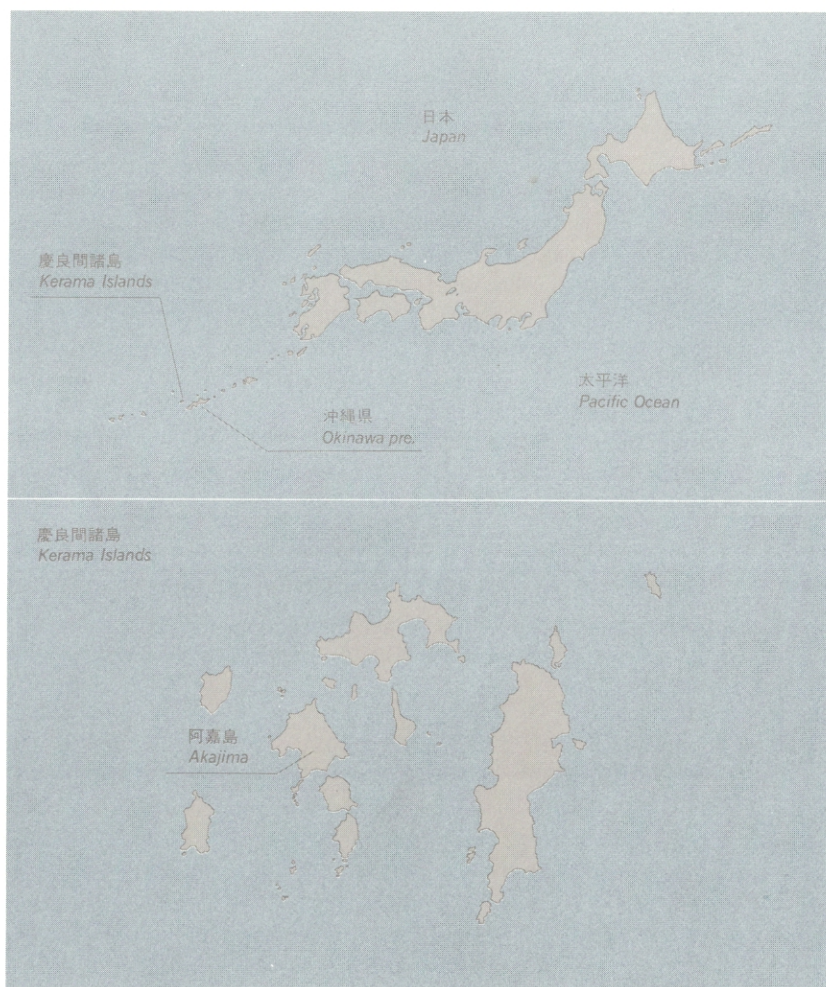 日本
Japan
慶良間諸島
Kerama Islands
太平洋
Pacific Ocean
沖縄県
Okinawa pre.
慶良間諸島
Kerama Islands
阿嘉島
Akajima